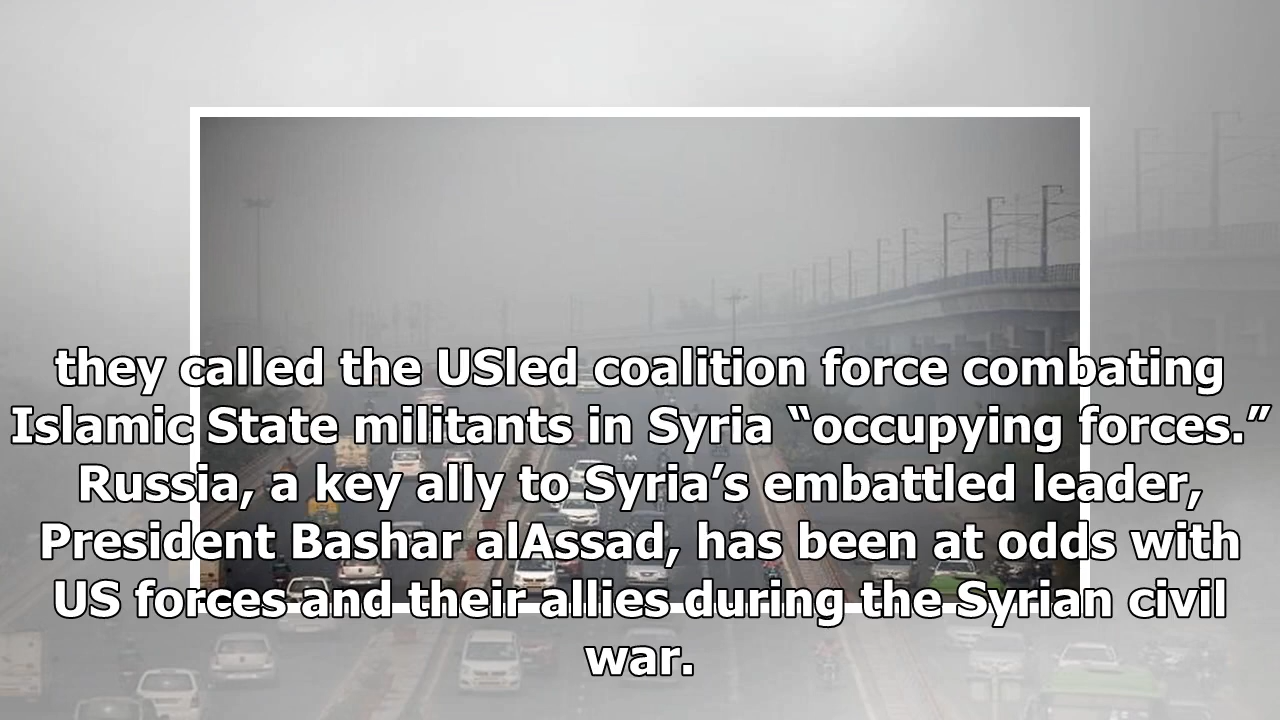 they called the USled coalition force combating
Islamic State militants in Syria “occupying forces.”
Russia, a key ally to Syria’s embattled leader,
President Bashar alAssad, has been at odds with
US forces and their allies during the Syrian civil
war.